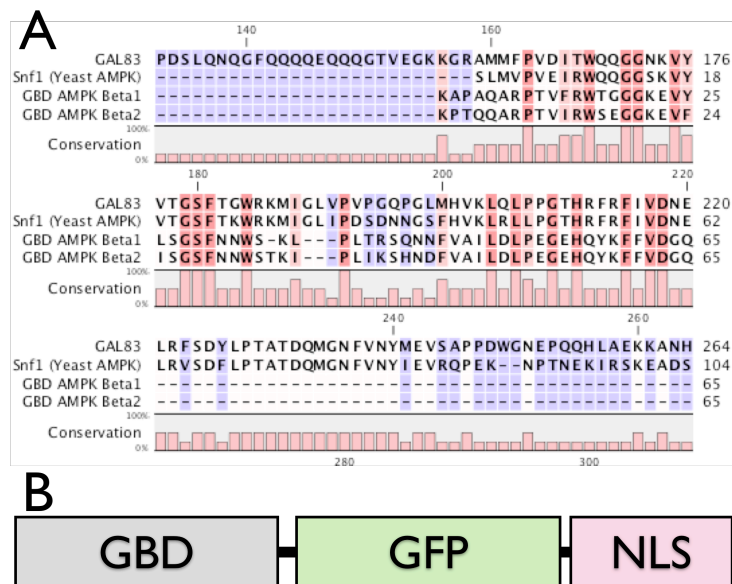 A
140 160
GAL83 PDSLQNQGFQQQQEQQQGTVEGKKGRAMMFPVDITWQQGGNKVY 176
Snf1 (Yeast AMPK) --------------------------SLMVPVEIRWQQGGSKVY 18
GBD AMPK Beta1 -----------------------KAPAQARPTVFRWTGGGKEVY 25
GBD AMPK Beta2 -----------------------KPTQQARPTVIRWSEGGKEVF 24
100%
Conservation
0%
180 200 220
GAL83 VTGSFTGWRKMIGLVPVPGQPGLMHVKLQLPPGTHRFRFIVDNE 220
Snf1 (Yeast AMPK) VTGSFTKWRKMIGLIPDSDNNGSFHVKLRLLPGTHRFRFIVDNE 62
GBD AMPK Beta1 LSGSFNNWS-KL---PLTRSQNNFVAILDLPEGEHQYKFFVDGQ 65
GBD AMPK Beta2 ISGSFNNWSTKI---PLIKSHNDFVAILDLPEGEHQYKFFVDGQ 65
100%
Conservation
0%
240 260
GAL83 LRFSDYLPTATDQMGNFVNYMEVSAPPDWGNEPQQHLAEKKANH 264
Snf1 (Yeast AMPK) LRVSDFLPTATDQMGNFVNYIEVRQPEK--NPTNEKIRSKEADS 104
GBD AMPK Beta1 -------------------------------------------- 65
GBD AMPK Beta2 -------------------------------------------- 65
100%
Conservation
0%
280 300
B
GBD GFP NLS